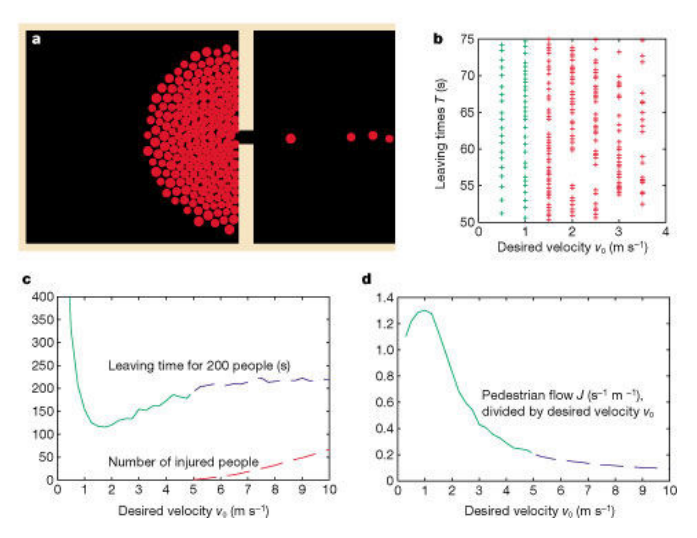 a
b
75
70
65
60
55
50
Leaving times T (s)
0 1 2 3 4
Desired velocity v₀ (m s⁻¹)
c
400
350
300
250
200
150
100
50
0
Leaving time for 200 people (s)
Number of injured people
0 1 2 3 4 5 6 7 8 9 10
Desired velocity v₀ (m s⁻¹)
d
1.4
1.2
1.0
0.8
0.6
0.4
0.2
0
Pedestrian flow J (s⁻¹ m⁻¹),
divided by desired velocity v₀
0 1 2 3 4 5 6 7 8 9 10
Desired velocity v₀ (m s⁻¹)